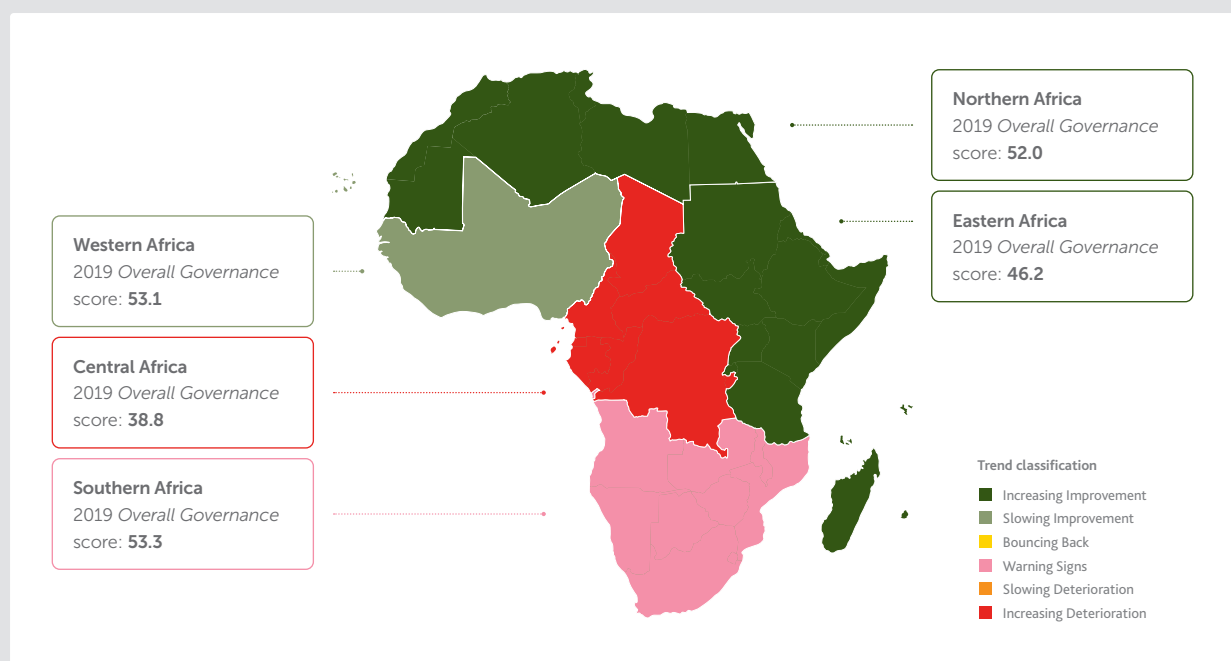 Northern Africa
2019 Overall Governance
score: 52.0
Eastern Africa
2019 Overall Governance
score: 46.2
Western Africa
2019 Overall Governance
score: 53.1
Central Africa
2019 Overall Governance
score: 38.8
Southern Africa
2019 Overall Governance
score: 53.3
Trend classification
Increasing Improvement
Slowing Improvement
Bouncing Back
Warning Signs
Slowing Deterioration
Increasing Deterioration